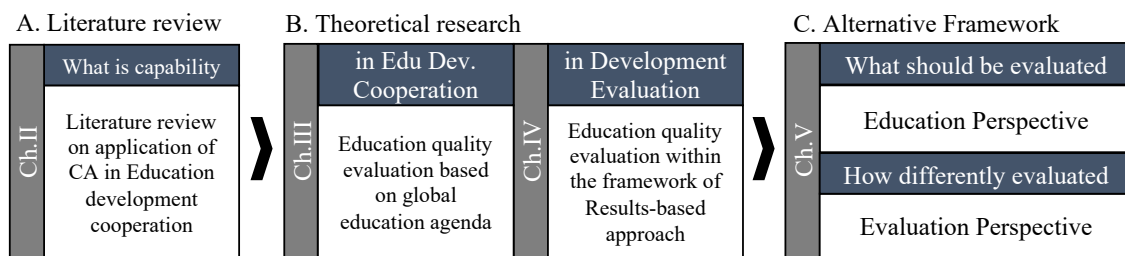 A. Literature review
Ch.II
What is capability
Literature review
on application of
CA in Education
development
cooperation
B. Theoretical research
Ch.III
in Edu Dev.
Cooperation
Education quality
evaluation based
on global
education agenda
Ch.IV
in Development
Evaluation
Education quality
evaluation within
the framework of
Results-based
approach
C. Alternative Framework
Ch.V
What should be evaluated
Education Perspective
How differently evaluated
Evaluation Perspective